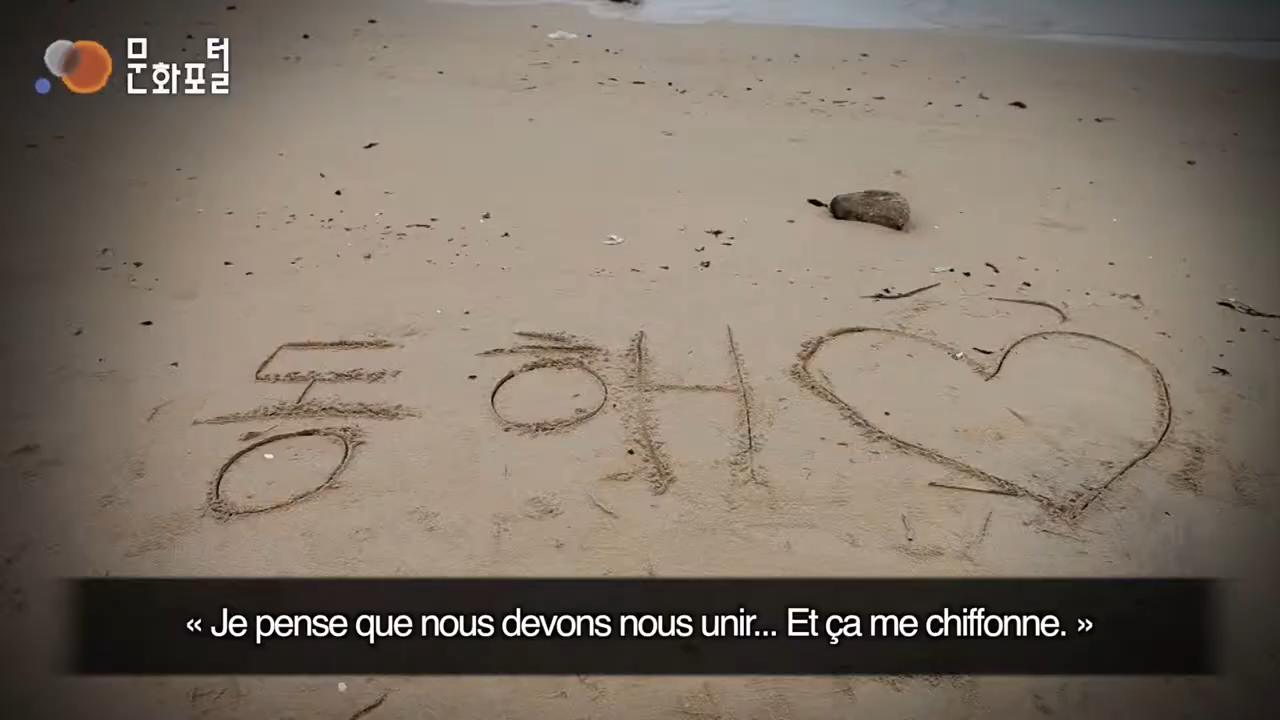 문화포털
동해
« Je pense que nous devons nous unir... Et ça me chiffonne. »